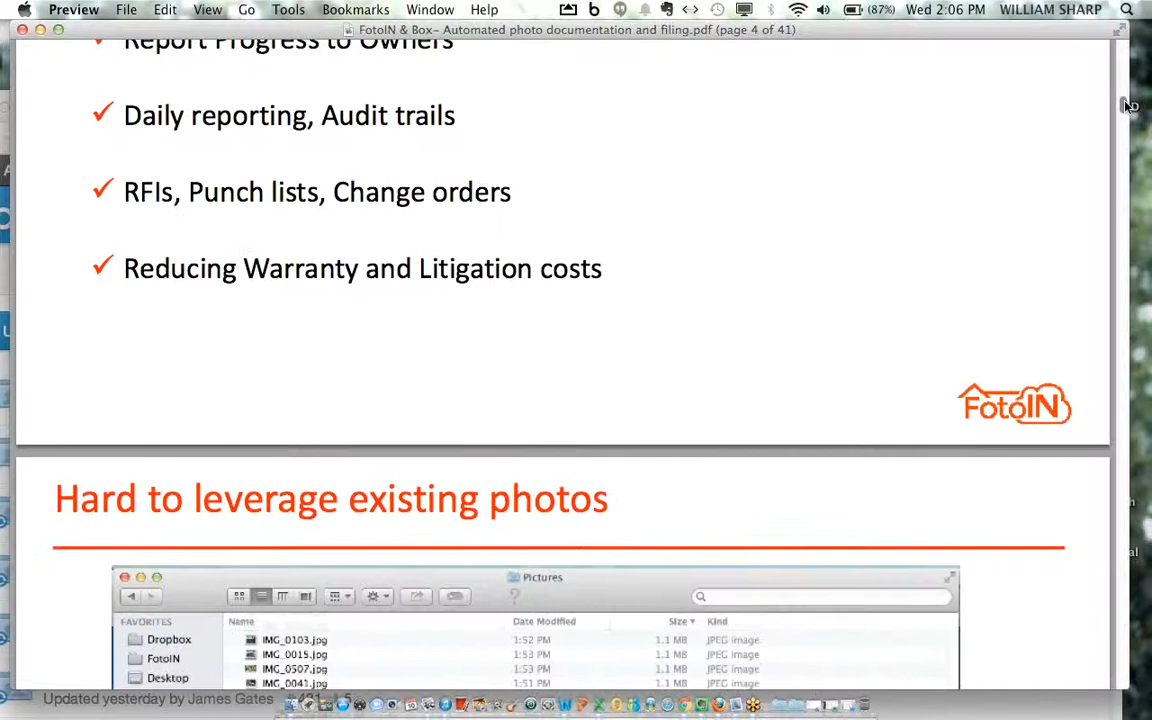 Preview File Edit View Go Tools Bookmarks Window Help (87%) Wed 2:06 PM WILLIAM SHARP
FotoIN & Box- Automated photo documentation and filing.pdf (page 4 of 41)
Report Progress to Owners
✓ Daily reporting, Audit trails
✓ RFIs, Punch lists, Change orders
✓ Reducing Warranty and Litigation costs
FotoIN
Hard to leverage existing photos
Pictures
FAVORITES Name Date Modified Size Kind
Dropbox IMG_0103.jpg 1:52 PM 1.1 MB JPEG image
IMG_0015.jpg 1:53 PM 1.1 MB JPEG image
FotoIN IMG_0507.jpg 1:53 PM 1.1 MB JPEG image
Desktop IMG_0041.jpg 1:51 PM 1.1 MB JPEG image
Updated yesterday by James Gates